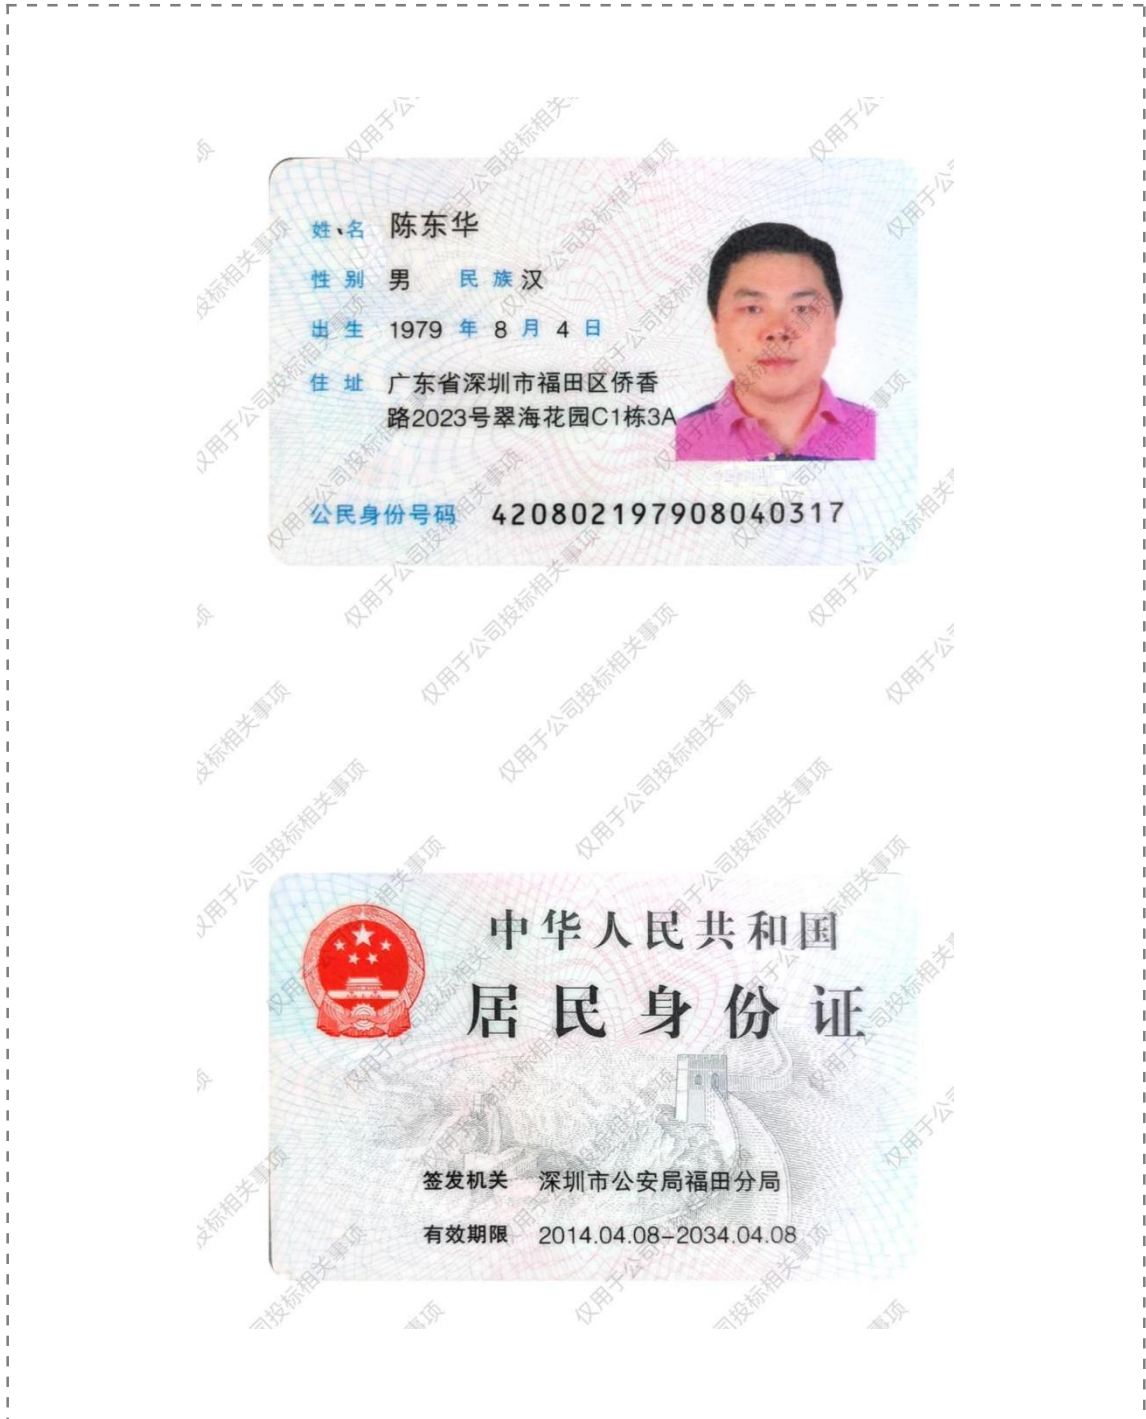 姓名 陈东华
性别 男 民族 汉
出生 1979 年 8 月 4 日
住址 广东省深圳市福田区侨香
路2023号翠海花园C1栋3A
公民身份号码 420802197908040317
中华人民共和国
居民身份证
签发机关 深圳市公安局福田分局
有效期限 2014.04.08-2034.04.08
仅用于公司投标相关事项